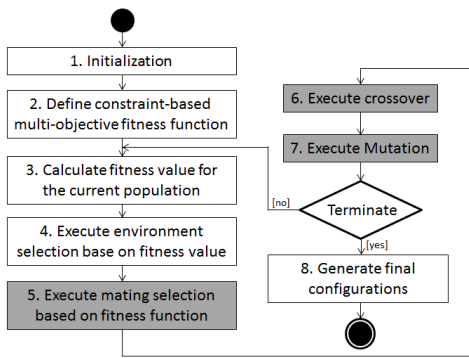 1. Initialization
2. Define constraint-based
multi-objective fitness function
3. Calculate fitness value for
the current population
4. Execute environment
selection base on fitness value
5. Execute mating selection
based on fitness function
6. Execute crossover
7. Execute Mutation
[no]
Terminate
[yes]
8. Generate final
configurations